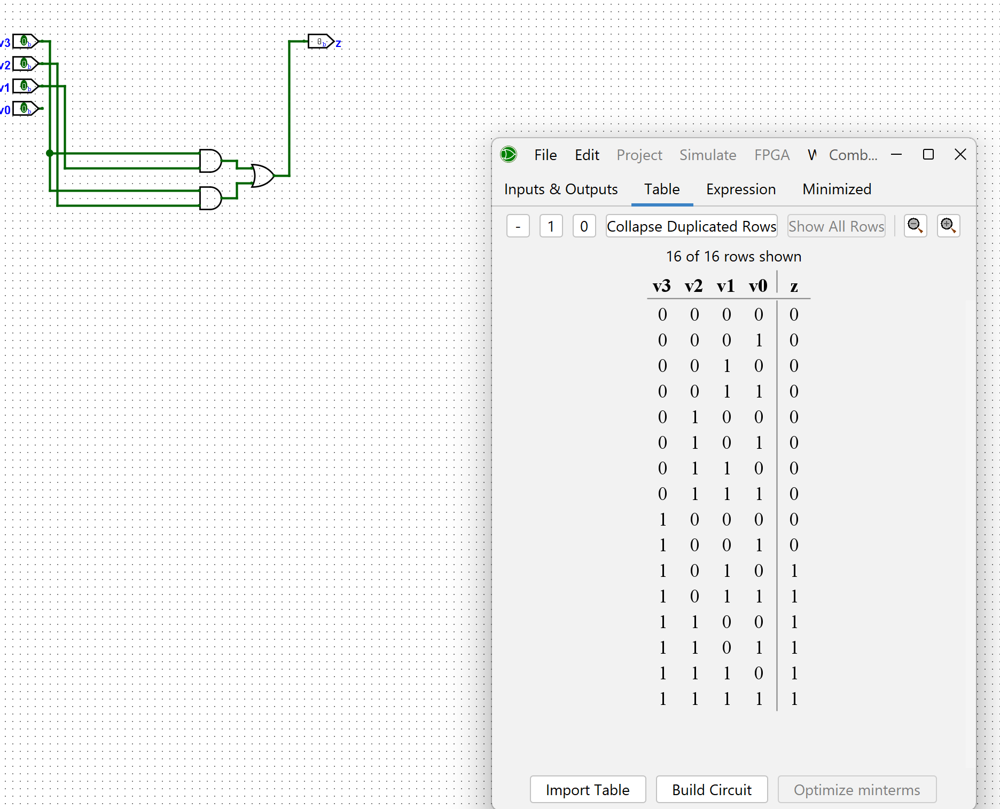 v3 0b
0b z
v2 0b
v1 0b
v0 0b
File Edit Project Simulate FPGA W Comb...
Inputs & Outputs Table Expression Minimized
- 1 0 Collapse Duplicated Rows Show All Rows
16 of 16 rows shown
v3 v2 v1 v0 z
0 0 0 0 0
0 0 0 1 0
0 0 1 0 0
0 0 1 1 0
0 1 0 0 0
0 1 0 1 0
0 1 1 0 0
0 1 1 1 0
1 0 0 0 0
1 0 0 1 0
1 0 1 0 1
1 0 1 1 1
1 1 0 0 1
1 1 0 1 1
1 1 1 0 1
1 1 1 1 1
Import Table Build Circuit Optimize minterms